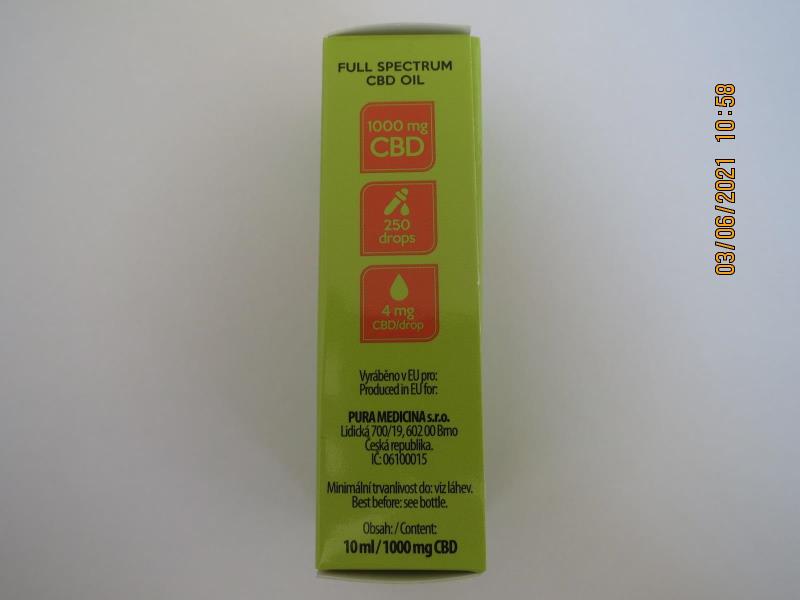 FULL SPECTRUM
CBD OIL
1000 mg
CBD
250
drops
4 mg
CBD/drop
Vyráběno v EU pro:
Produced in EU for:
PURA MEDICINA s.r.o.
Lidická 700/19, 602 00 Brno
Česká republika.
IČ: 06100015
Minimální trvanlivost do: viz láhev.
Best before: see bottle.
Obsah: / Content:
10 ml / 1000 mg CBD
03/06/2021 10:58